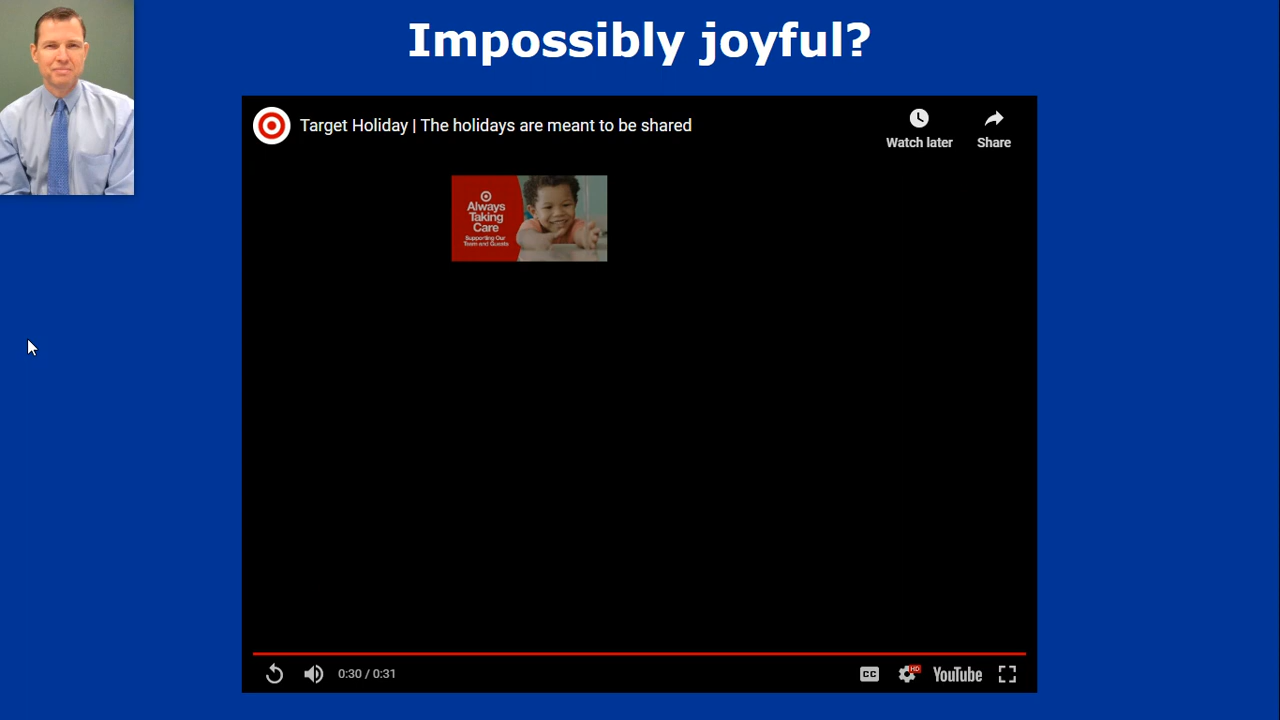 Impossibly joyful?
Target Holiday | The holidays are meant to be shared
Watch later
Share
Always
Taking
Care
Supporting Our
Team and Guests
0:30 / 0:31
CC
HD
YouTube